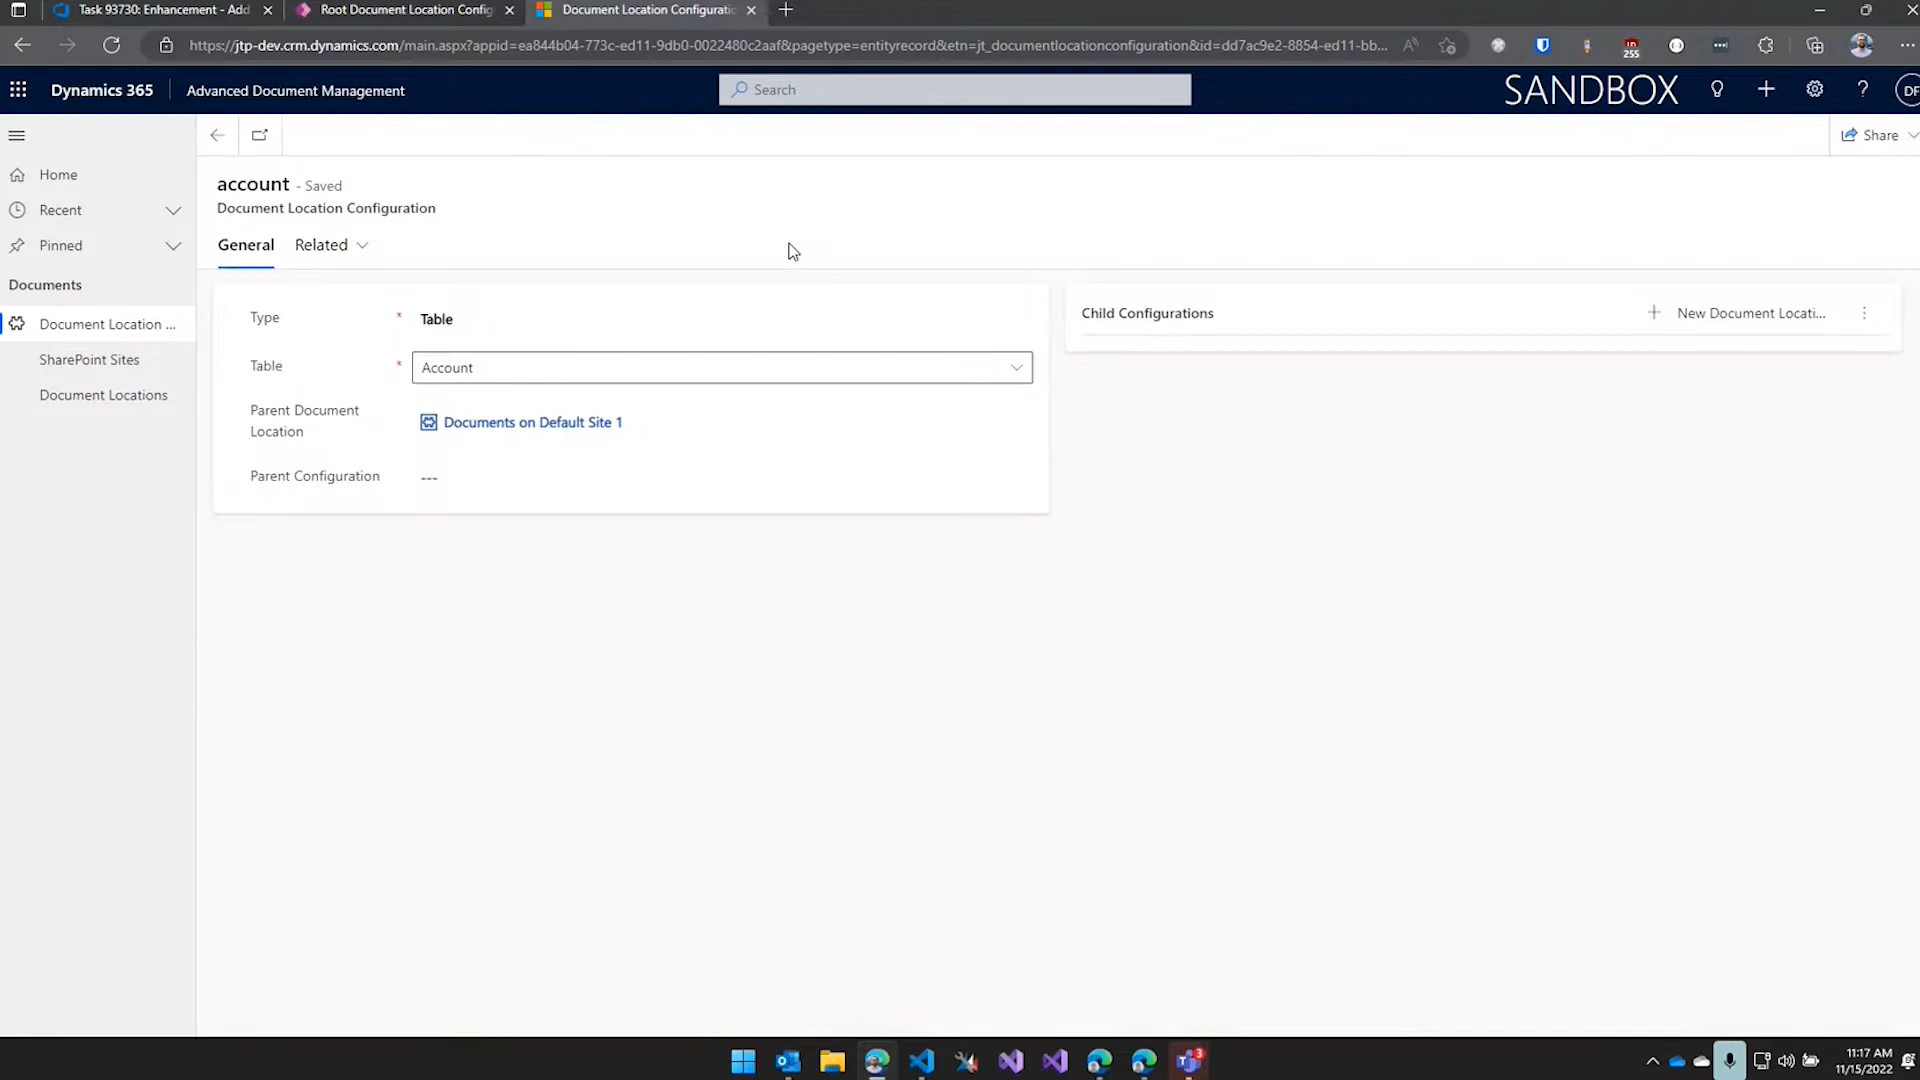 Task 93730: Enhancement - Add
Root Document Location Config
Document Location Configuratio
https://jtp-dev.crm.dynamics.com/main.aspx?appid=ea844b04-773c-ed11-9db0-0022480c2aaf&pagetype=entityrecord&etn=jt_documentlocationconfiguration&id=dd7ac9e2-8854-ed11-bb...
255
Dynamics 365
Advanced Document Management
Search
SANDBOX
DF
Share
Home
Recent
Pinned
Documents
Document Location ...
SharePoint Sites
Document Locations
account - Saved
Document Location Configuration
General
Related
Type * Table
Table * Account
Parent Document
Location
Documents on Default Site 1
Parent Configuration ---
Child Configurations
New Document Locati...
3
11:17 AM
11/15/2022